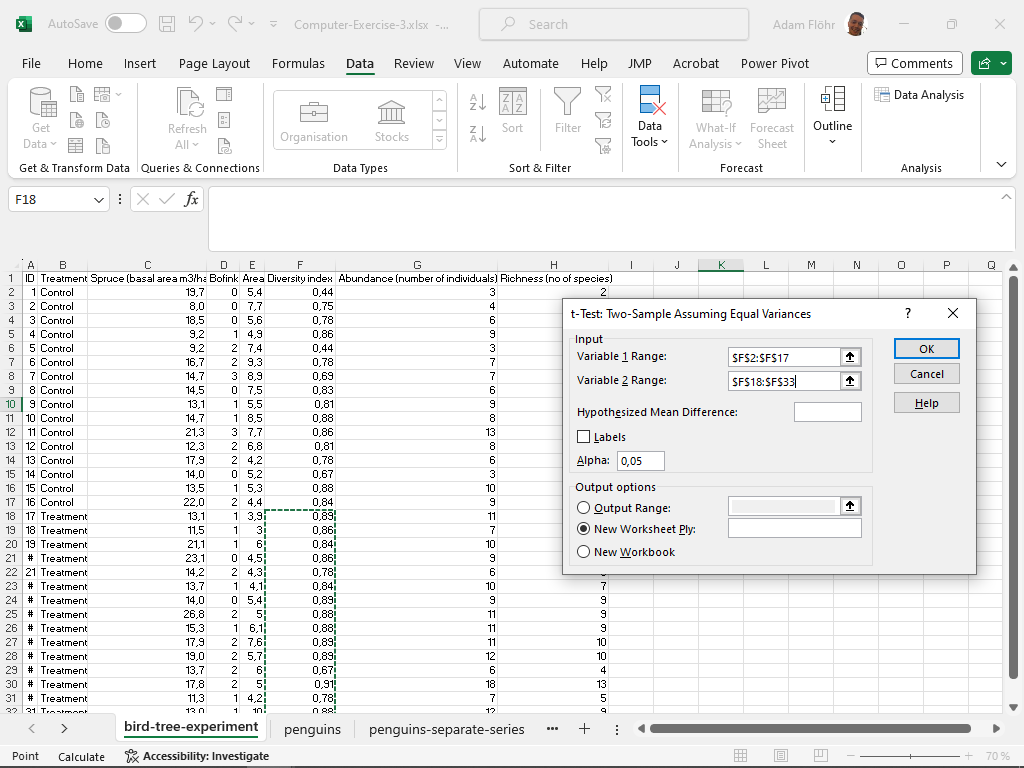 AutoSave Computer-Exercise-3.xlsx -... Search Adam Flöhr
File Home Insert Page Layout Formulas Data Review View Automate Help JMP Acrobat Power Pivot Comments
Get Data
Refresh All
Organisation Stocks
Sort
Filter
Data Tools
What-If Analysis
Forecast Sheet
Outline
Data Analysis
Get & Transform Data Queries & Connections Data Types Sort & Filter Forecast Analysis
F18 fx
A B C D E F G H I J K L M N O P Q
1 ID Treatment Spruce (basal area m3/ha Bofink Area Diversity index Abundance (number of individuals) Richness (no of species)
2 1 Control 19,7 0 5,4 0,44 3 2
3 2 Control 8,0 0 7,7 0,75 4
4 3 Control 18,5 0 5,6 0,78 6
5 4 Control 9,2 1 4,9 0,86 9
6 5 Control 9,2 2 7,4 0,44 3
7 6 Control 16,7 2 9,3 0,78 7
8 7 Control 14,7 3 8,9 0,69 7
9 8 Control 14,5 0 7,5 0,83 6
10 9 Control 13,1 1 5,5 0,81 9
11 10 Control 14,7 1 8,5 0,88 8
12 11 Control 21,3 3 7,7 0,86 13
13 12 Control 12,3 2 6,8 0,81 8
14 13 Control 17,9 2 4,2 0,78 6
15 14 Control 14,0 0 5,2 0,67 3
16 15 Control 13,5 1 5,3 0,88 10
17 16 Control 22,0 2 4,4 0,84 9
18 17 Treatment 13,1 1 3,9 0,89 11
19 18 Treatment 11,5 1 3 0,86 7
20 19 Treatment 21,1 1 6 0,84 10
21 # Treatment 23,1 0 4,5 0,86 9
22 21 Treatment 14,2 2 4,3 0,78 6
23 # Treatment 13,7 1 4,1 0,84 10 7
24 # Treatment 14,0 0 5,4 0,89 9 9
25 # Treatment 26,8 2 5 0,88 11 9
26 # Treatment 15,3 1 6,1 0,88 11 9
27 # Treatment 17,9 2 7,6 0,89 11 10
28 # Treatment 19,0 2 5,7 0,89 12 10
29 # Treatment 13,7 2 6 0,67 6 4
30 # Treatment 17,8 2 5 0,91 18 13
31 # Treatment 11,3 1 4,2 0,78 7 5
32 31 Treatment 13,0 1 10 0,88 12 9
t-Test: Two-Sample Assuming Equal Variances ?
Input
Variable 1 Range: $F$2:$F$17 OK
Variable 2 Range: $F$18:$F$33 Cancel
Hypothesized Mean Difference: Help
Labels
Alpha: 0,05
Output options
Output Range:
New Worksheet Ply:
New Workbook
bird-tree-experiment penguins penguins-separate-series ...
Point Calculate Accessibility: Investigate 70 %